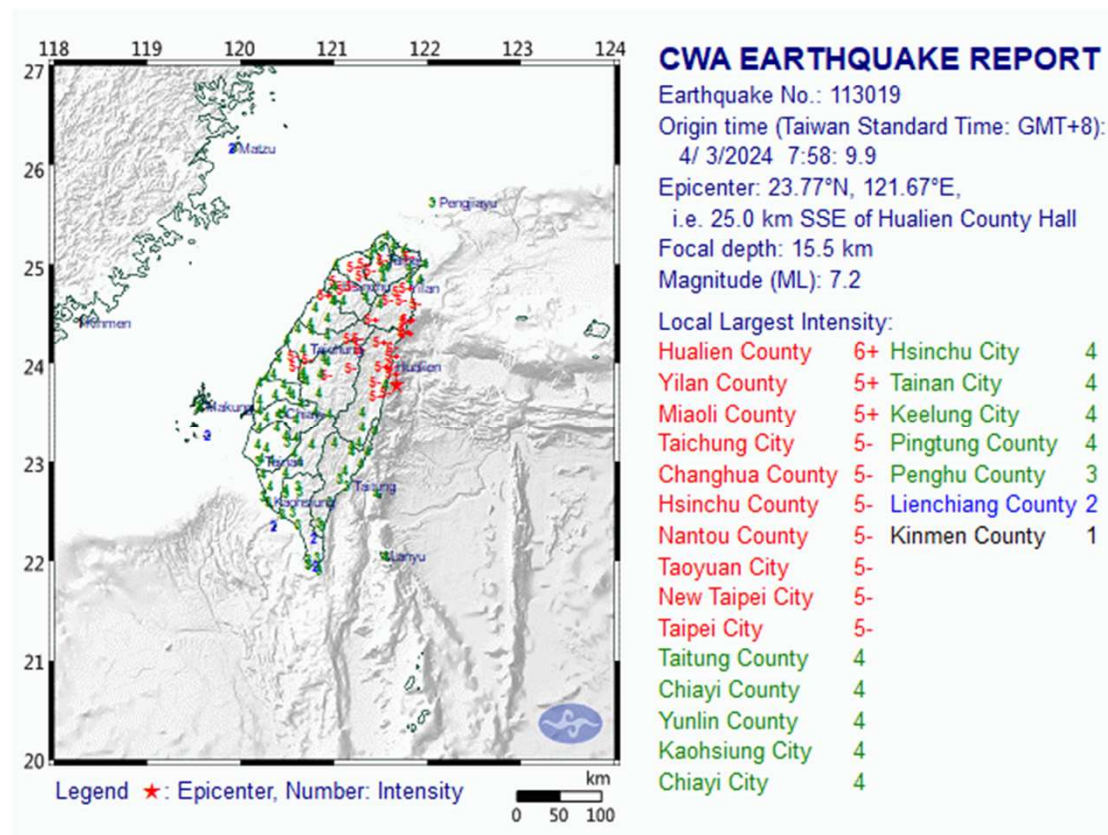 118 119 120 121 122 123 124
27
26
25
24
23
22
21
20
Matzu
Pengjiayu
Taipei
Hsinchu
Yilan
Kinmen
Taichung
Hualien
Makung
Chiayi
Tainan
Taitung
Kaohsiung
Lanyu
Legend ★: Epicenter, Number: Intensity
km
0 50 100
CWA EARTHQUAKE REPORT
Earthquake No.: 113019
Origin time (Taiwan Standard Time: GMT+8):
4/ 3/2024 7:58: 9.9
Epicenter: 23.77°N, 121.67°E,
i.e. 25.0 km SSE of Hualien County Hall
Focal depth: 15.5 km
Magnitude (ML): 7.2
Local Largest Intensity:
Hualien County 6+ Hsinchu City 4
Yilan County 5+ Tainan City 4
Miaoli County 5+ Keelung City 4
Taichung City 5- Pingtung County 4
Changhua County 5- Penghu County 3
Hsinchu County 5- Lienchiang County 2
Nantou County 5- Kinmen County 1
Taoyuan City 5-
New Taipei City 5-
Taipei City 5-
Taitung County 4
Chiayi County 4
Yunlin County 4
Kaohsiung City 4
Chiayi City 4